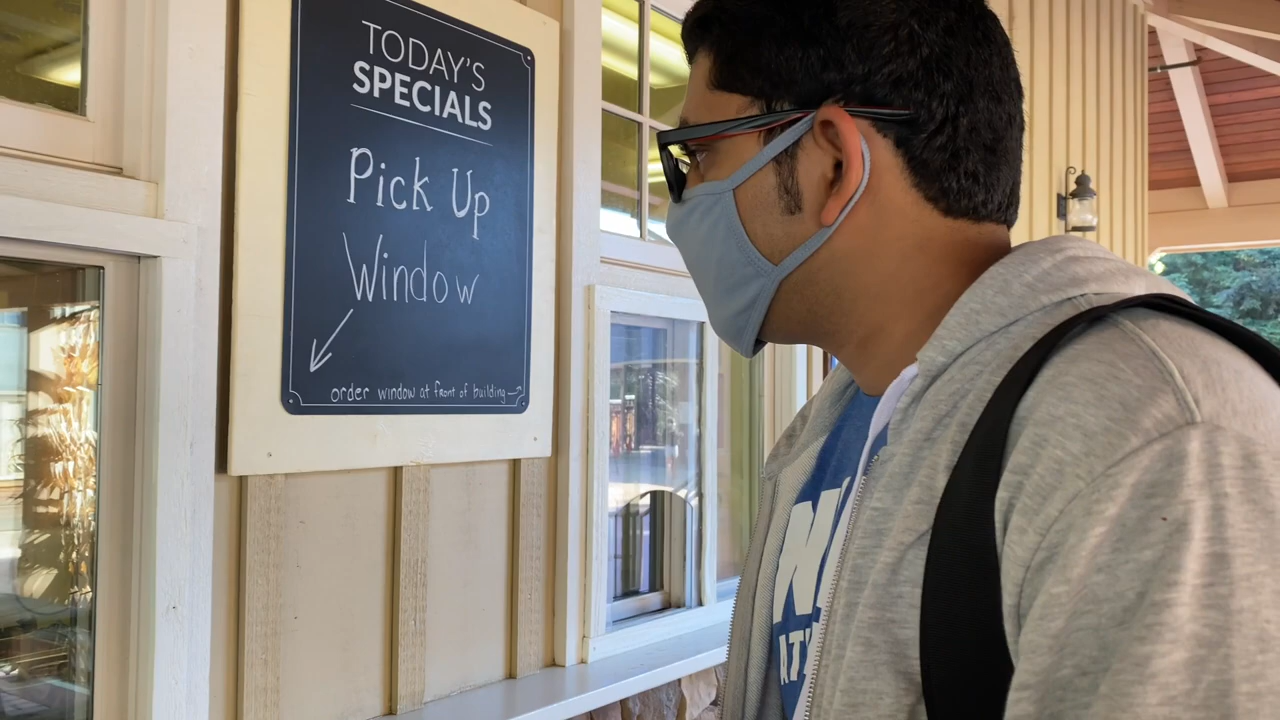 TODAY'S
SPECIALS
Pick Up
Window
order window at front of building